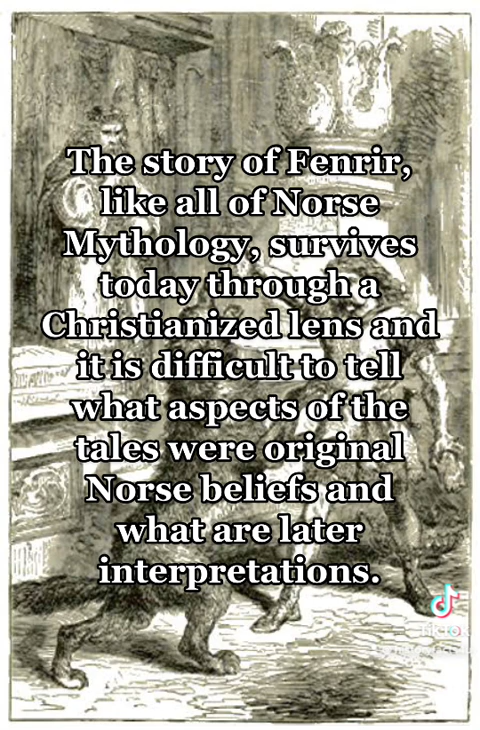 The story of Fenrir,
like all of Norse
Mythology, survives
today through a
Christianized lens and
it is difficult to tell
what aspects of the
tales were original
Norse beliefs and
what are later
interpretations.
TikTok